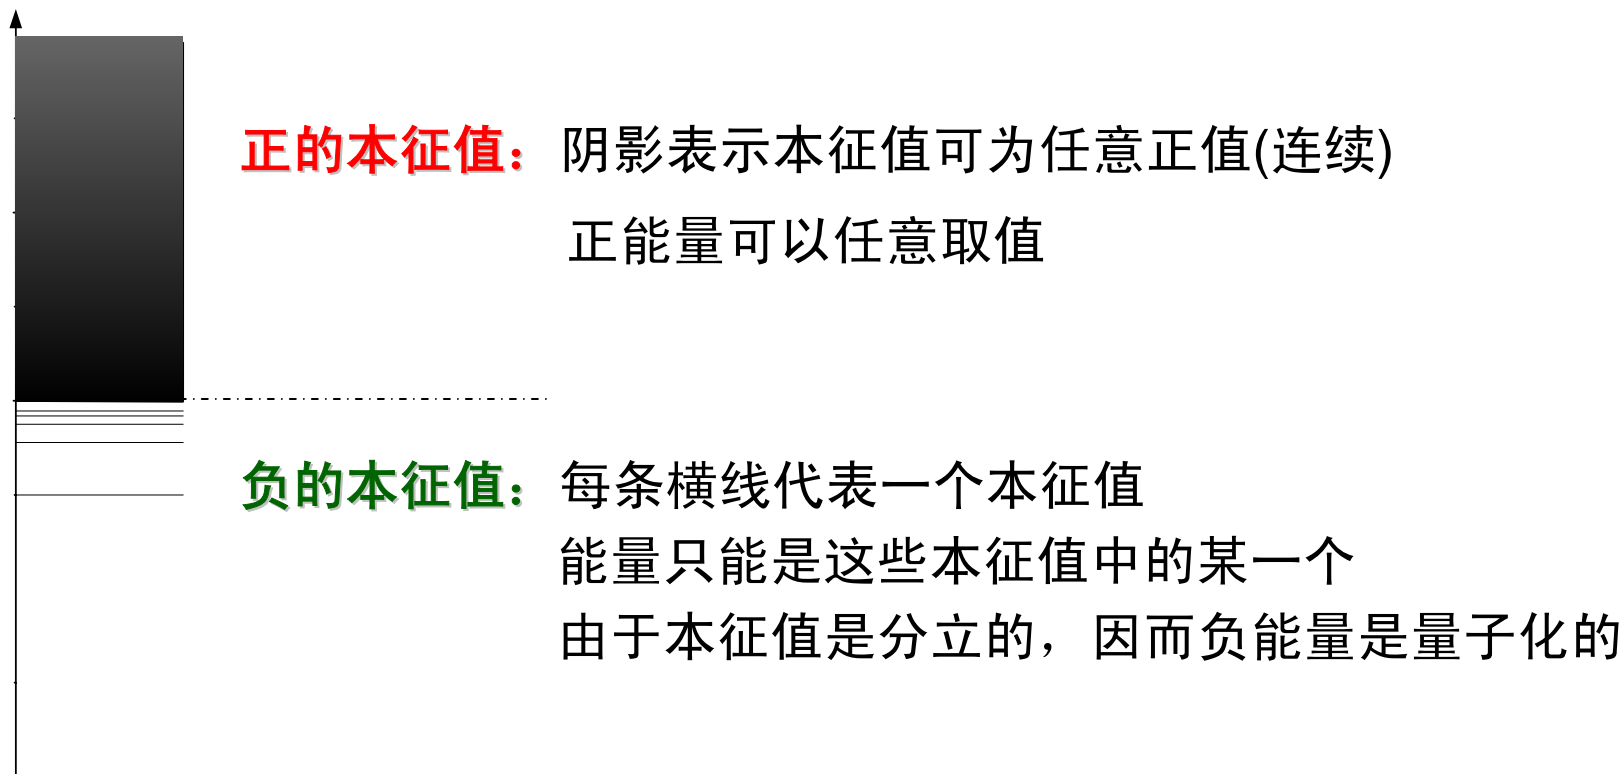 正的本征值：阴影表示本征值可为任意正值(连续)
正能量可以任意取值
负的本征值：每条横线代表一个本征值
能量只能是这些本征值中的某一个
由于本征值是分立的，因而负能量是量子化的